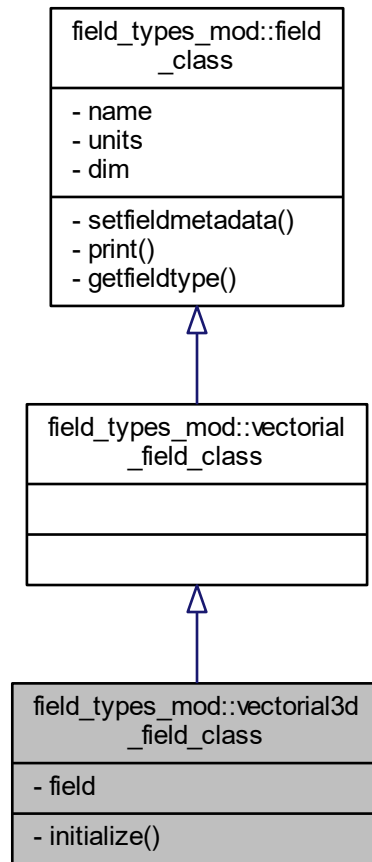 field_types_mod::field
_class
- name
- units
- dim
- setfieldmetadata()
- print()
- getfieldtype()
field_types_mod::vectorial
_field_class
field_types_mod::vectorial3d
_field_class
- field
- initialize()